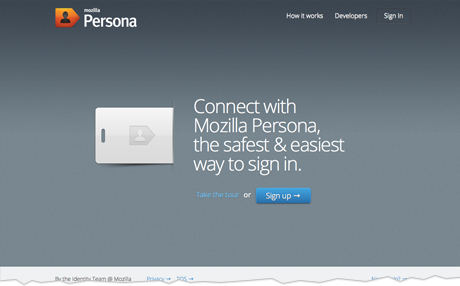 mozilla
Persona
How it works Developers Sign In
Connect with
Mozilla Persona,
the safest & easiest
way to sign in.
Take the tour or Sign up →
By the Identity Team @ Mozilla Privacy → TOS →